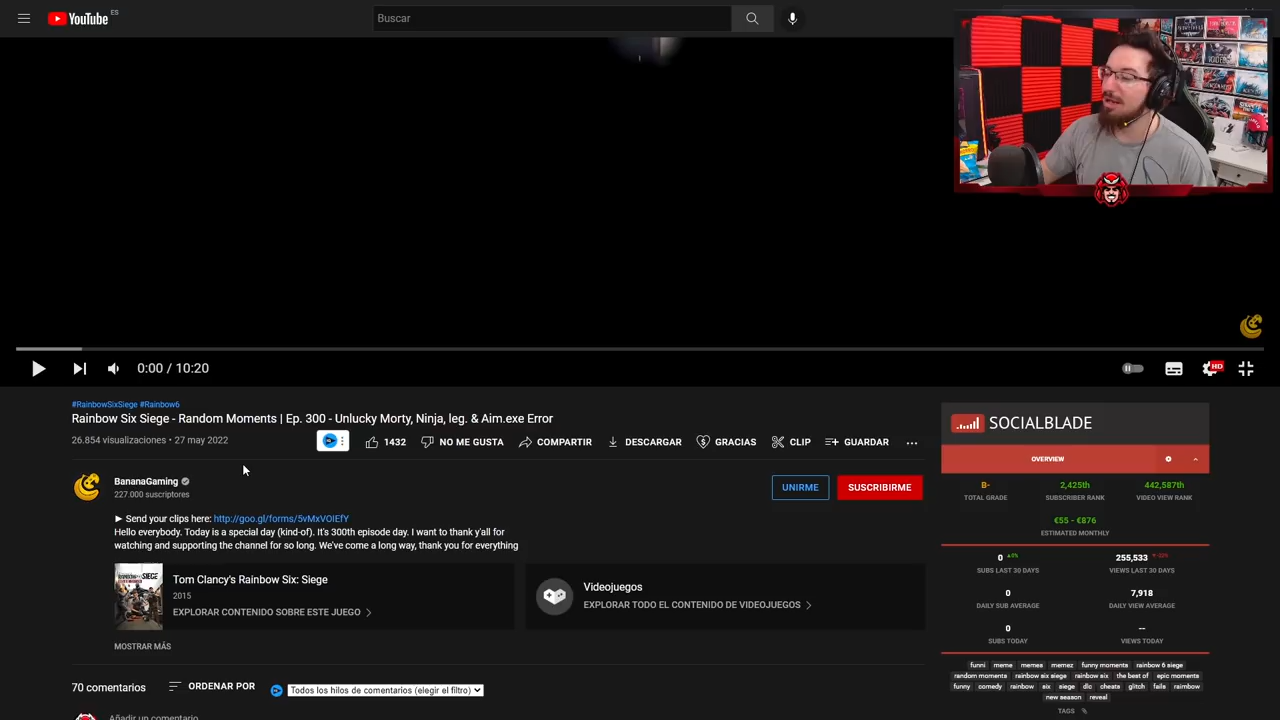 YouTube ES
Buscar
0:00 / 10:20
HD
#RainbowSixSiege #Rainbow6
Rainbow Six Siege - Random Moments | Ep. 300 - Unlucky Morty, Ninja, leg. & Aim.exe Error
26.854 visualizaciones • 27 may 2022
1432
NO ME GUSTA
COMPARTIR
DESCARGAR
GRACIAS
CLIP
GUARDAR
BananaGaming
227.000 suscriptores
UNIRME
SUSCRIBIRME
► Send your clips here: http://goo.gl/forms/5vMxVOIEfY
Hello everybody. Today is a special day (kind-of). It's 300th episode day. I want to thank y'all for
watching and supporting the channel for so long. We've come a long way, thank you for everything
Tom Clancy's Rainbow Six: Siege
2015
EXPLORAR CONTENIDO SOBRE ESTE JUEGO
Videojuegos
EXPLORAR TODO EL CONTENIDO DE VIDEOJUEGOS
MOSTRAR MÁS
70 comentarios
ORDENAR POR
Todos los hilos de comentarios (elegir el filtro)
Añadir un comentario
SOCIALBLADE
OVERVIEW
B- 2,425th 442,587th
TOTAL GRADE SUBSCRIBER RANK VIDEO VIEW RANK
€55 - €876
ESTIMATED MONTHLY
0 255,533
SUBS LAST 30 DAYS VIEWS LAST 30 DAYS
0 7,918
DAILY SUB AVERAGE DAILY VIEW AVERAGE
0 --
SUBS TODAY VIEWS TODAY
funni meme memes memez funny moments rainbow 6 siege
random moments rainbow six siege rainbow six the best of epic moments
funny comedy rainbow six siege dlc cheats glitch fails rainbow
new season reveal
TAGS